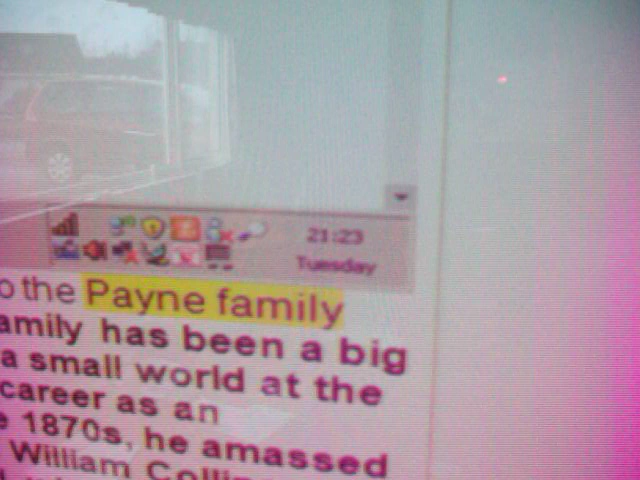 21:23
Tuesday
o the Payne family
amily has been a big
a small world at the
career as an
e 1870s, he amassed
William Collin